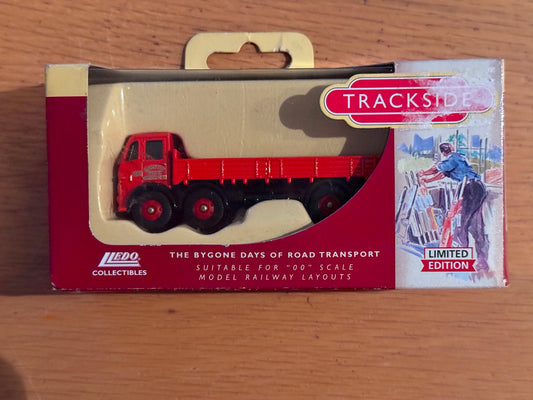 TRACKSIDE
LLEDO
COLLECTIBLES
THE BYGONE DAYS OF ROAD TRANSPORT
SUITABLE FOR "00" SCALE
MODEL RAILWAY LAYOUTS
LIMITED
EDITION